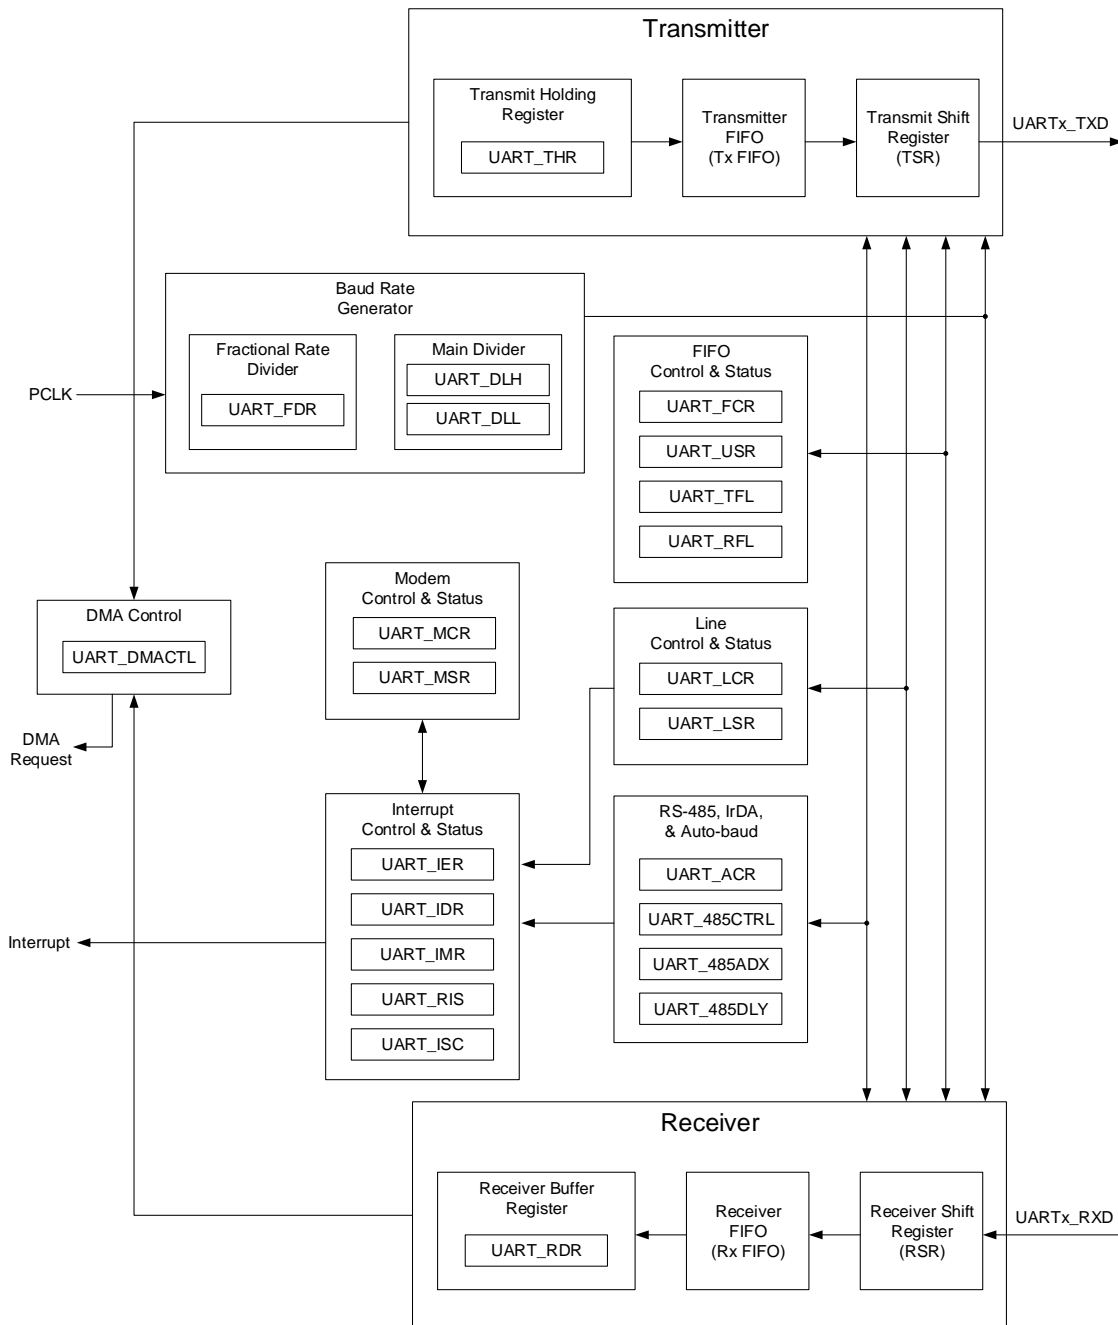 Transmitter
Transmit Holding
Register
UART_THR
Transmitter
FIFO
(Tx FIFO)
Transmit Shift
Register
(TSR)
UARTx_TXD
Baud Rate
Generator
Fractional Rate
Divider
UART_FDR
Main Divider
UART_DLH
UART_DLL
PCLK
FIFO
Control & Status
UART_FCR
UART_USR
UART_TFL
UART_RFL
Modem
Control & Status
UART_MCR
UART_MSR
DMA Control
UART_DMACTL
DMA
Request
Line
Control & Status
UART_LCR
UART_LSR
Interrupt
Control & Status
UART_IER
UART_IDR
UART_IMR
UART_RIS
UART_ISC
Interrupt
RS-485, IrDA,
& Auto-baud
UART_ACR
UART_485CTRL
UART_485ADX
UART_485DLY
Receiver
Receiver Buffer
Register
UART_RDR
Receiver
FIFO
(Rx FIFO)
Receiver Shift
Register
(RSR)
UARTx_RXD